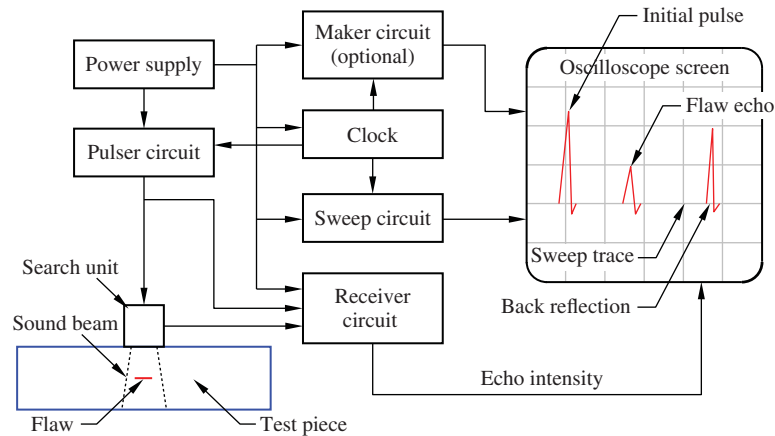 Power supply
Maker circuit
(optional)
Initial pulse
Oscilloscope screen
Flaw echo
Pulser circuit
Clock
Sweep circuit
Sweep trace
Search unit
Receiver
circuit
Back reflection
Sound beam
Echo intensity
Flaw
Test piece